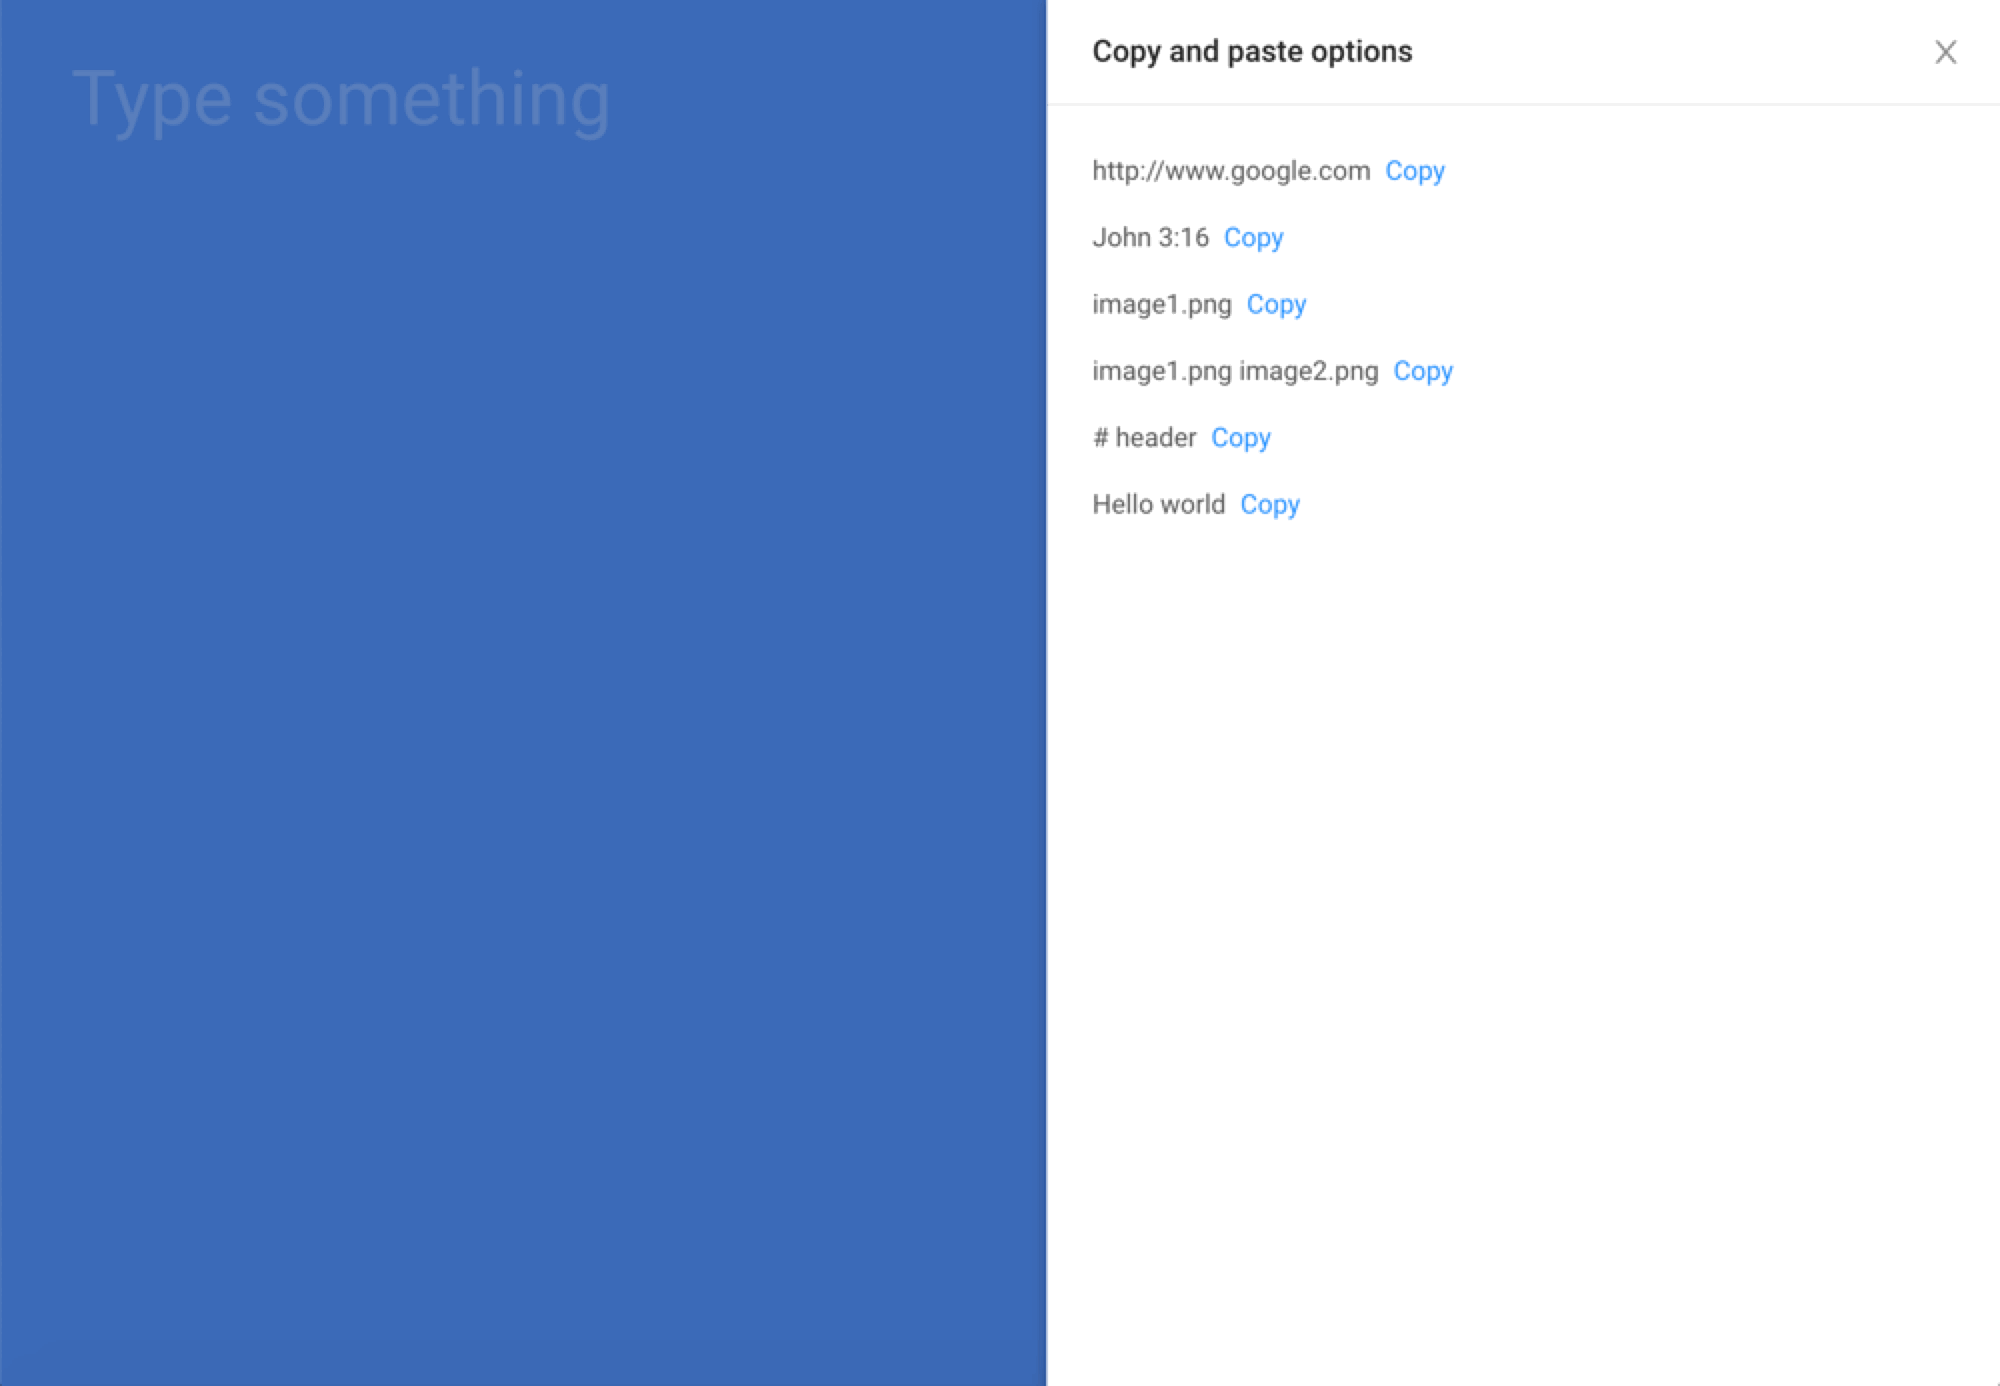 Type something
Copy and paste options
http://www.google.com Copy
John 3:16 Copy
image1.png Copy
image1.png image2.png Copy
# header Copy
Hello world Copy